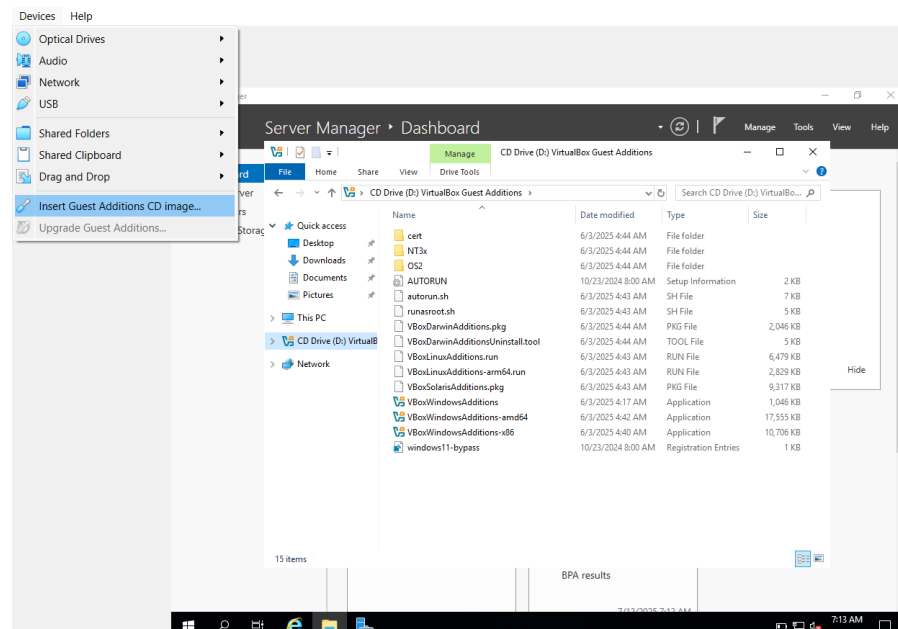 Devices Help
Optical Drives
Audio
Network
USB
Shared Folders
Shared Clipboard
Drag and Drop
Insert Guest Additions CD image...
Upgrade Guest Additions...
Server Manager Dashboard
Manage Tools View Help
Manage CD Drive (D:) VirtualBox Guest Additions
File Home Share View Drive Tools
CD Drive (D:) VirtualBox Guest Additions
Search CD Drive (D:) VirtualBo...
Name Date modified Type Size
Quick access
Desktop
Downloads
Documents
Pictures
This PC
CD Drive (D:) VirtualB
Network
cert 6/3/2025 4:44 AM File folder
NT3x 6/3/2025 4:44 AM File folder
OS2 6/3/2025 4:44 AM File folder
AUTORUN 10/23/2024 8:00 AM Setup Information 2 KB
autorun.sh 6/3/2025 4:43 AM SH File 7 KB
runasroot.sh 6/3/2025 4:43 AM SH File 5 KB
VBoxDarwinAdditions.pkg 6/3/2025 4:44 AM PKG File 2,046 KB
VBoxDarwinAdditionsUninstall.tool 6/3/2025 4:44 AM TOOL File 5 KB
VBoxLinuxAdditions.run 6/3/2025 4:43 AM RUN File 6,479 KB
VBoxLinuxAdditions-arm64.run 6/3/2025 4:43 AM RUN File 2,829 KB
VBoxSolarisAdditions.pkg 6/3/2025 4:43 AM PKG File 9,317 KB
VBoxWindowsAdditions 6/3/2025 4:17 AM Application 1,046 KB
VBoxWindowsAdditions-amd64 6/3/2025 4:42 AM Application 17,555 KB
VBoxWindowsAdditions-x86 6/3/2025 4:40 AM Application 10,706 KB
windows11-bypass 10/23/2024 8:00 AM Registration Entries 1 KB
Hide
15 items
BPA results
7/12/2025 7:12 AM
7:13 AM